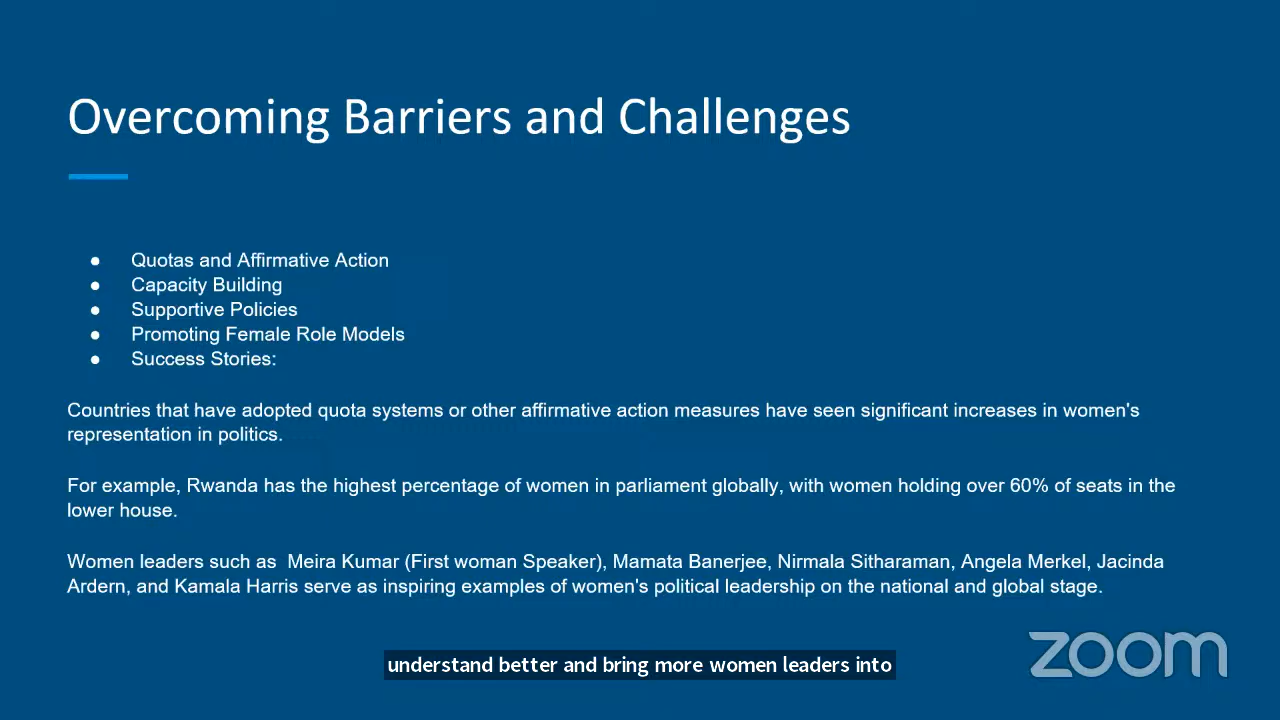 Overcoming Barriers and Challenges
● Quotas and Affirmative Action
● Capacity Building
● Supportive Policies
● Promoting Female Role Models
● Success Stories:
Countries that have adopted quota systems or other affirmative action measures have seen significant increases in women's
representation in politics.
For example, Rwanda has the highest percentage of women in parliament globally, with women holding over 60% of seats in the
lower house.
Women leaders such as  Meira Kumar (First woman Speaker), Mamata Banerjee, Nirmala Sitharaman, Angela Merkel, Jacinda
Ardern, and Kamala Harris serve as inspiring examples of women's political leadership on the national and global stage.
understand better and bring more women leaders into
zoom